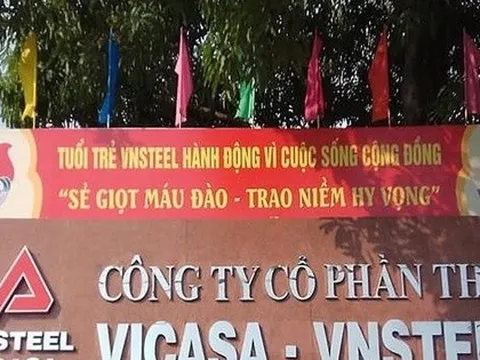 TUỔI TRẺ VNSTEEL HÀNH ĐỘNG VÌ CUỘC SỐNG CỘNG ĐỒNG
"SẺ GIỌT MÁU ĐÀO - TRAO NIỀM HY VỌNG"
CÔNG TY CỔ PHẦN TH
NSTEEL
VICASA - VNSTEEL